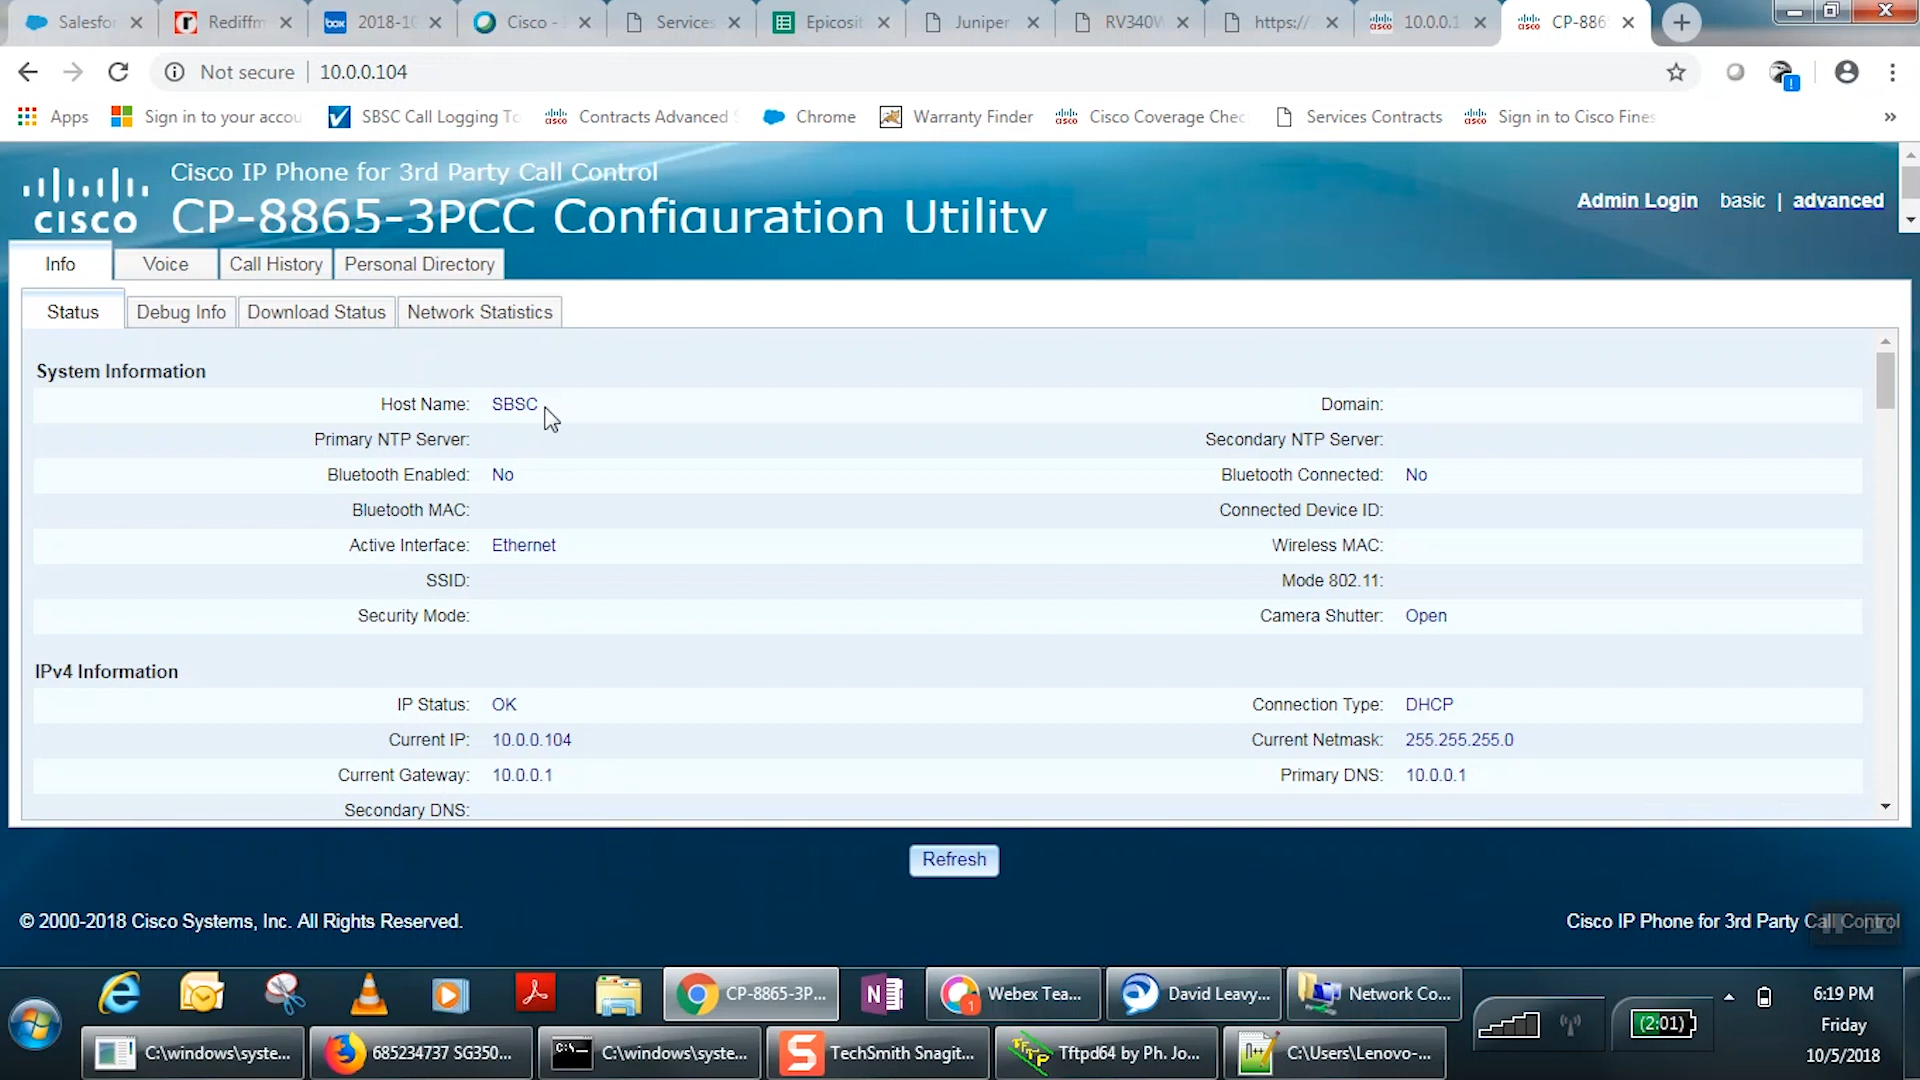 Salesfor
Rediffm
box 2018-10
Cisco -
Services
Epicosit
Juniper
RV340W
https://
10.0.0.1
CP-886
Not secure | 10.0.0.104
Apps
Sign in to your accou
SBSC Call Logging To
Contracts Advanced S
Chrome
Warranty Finder
Cisco Coverage Chec
Services Contracts
Sign in to Cisco Fines
»
CISCO
Cisco IP Phone for 3rd Party Call Control
CP-8865-3PCC Configuration Utility
Admin Login basic | advanced
Info Voice Call History Personal Directory
Status Debug Info Download Status Network Statistics
System Information
Host Name: SBSC Domain:
Primary NTP Server: Secondary NTP Server:
Bluetooth Enabled: No Bluetooth Connected: No
Bluetooth MAC: Connected Device ID:
Active Interface: Ethernet Wireless MAC:
SSID: Mode 802.11:
Security Mode: Camera Shutter: Open
IPv4 Information
IP Status: OK Connection Type: DHCP
Current IP: 10.0.0.104 Current Netmask: 255.255.255.0
Current Gateway: 10.0.0.1 Primary DNS: 10.0.0.1
Secondary DNS:
Refresh
© 2000-2018 Cisco Systems, Inc. All Rights Reserved.
Cisco IP Phone for 3rd Party Call Control
CP-8865-3P...
Webex Tea...
David Leavy...
Network Co...
(2:01)
6:19 PM
Friday
10/5/2018
C:\windows\syste...
685234737 SG350...
C:\windows\syste...
TechSmith Snagit...
Tftpd64 by Ph. Jo...
C:\Users\Lenovo-...